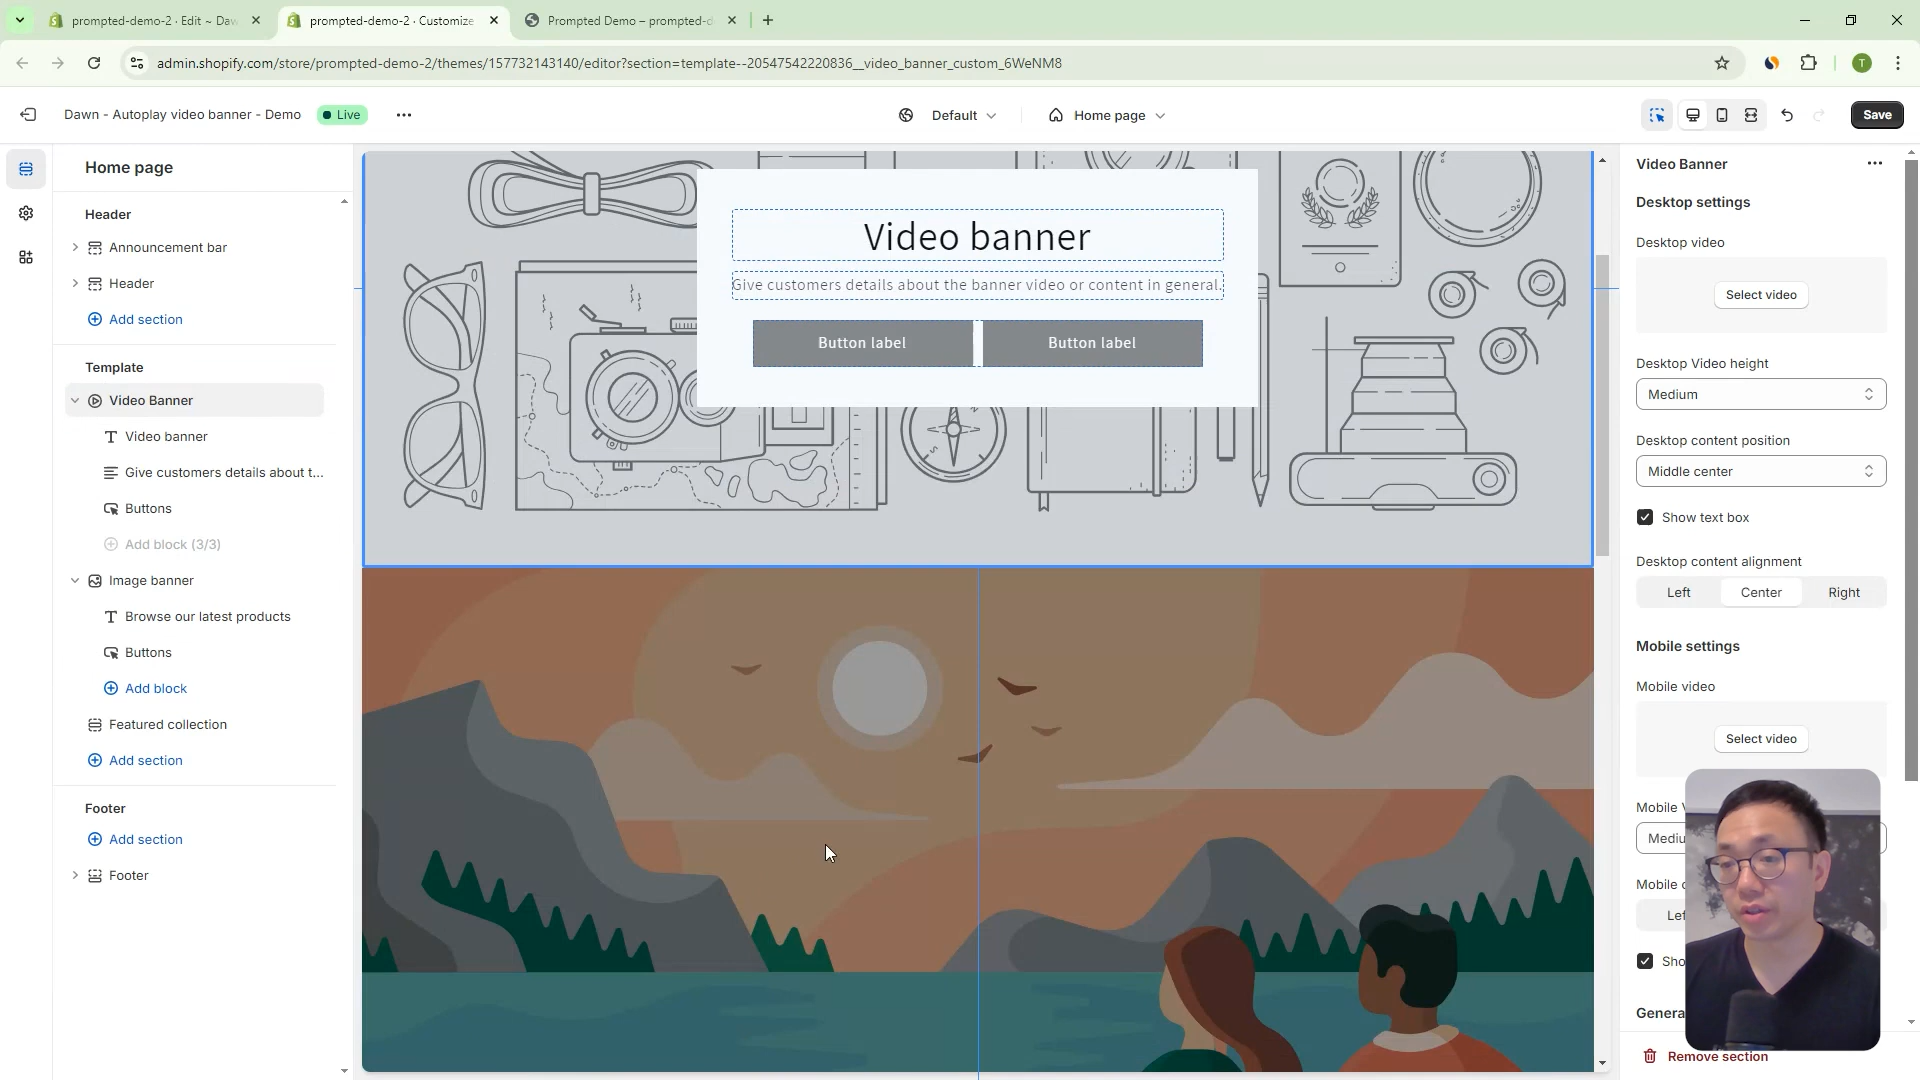 prompted-demo-2 · Edit ~ Daw
prompted-demo-2 · Customize
Prompted Demo – prompted-d
admin.shopify.com/store/prompted-demo-2/themes/157732143140/editor?section=template--20547542220836__video_banner_custom_6WeNM8
T
Dawn - Autoplay video banner - Demo
Live
Default
Home page
Save
Home page
Header
Announcement bar
Header
Add section
Template
Video Banner
Video banner
Give customers details about t...
Buttons
Add block (3/3)
Image banner
Browse our latest products
Buttons
Add block
Featured collection
Add section
Footer
Add section
Footer
Video banner
Give customers details about the banner video or content in general.
Button label
Button label
Video Banner
Desktop settings
Desktop video
Select video
Desktop Video height
Medium
Desktop content position
Middle center
Show text box
Desktop content alignment
Left
Center
Right
Mobile settings
Mobile video
Select video
Mobile
Remove section